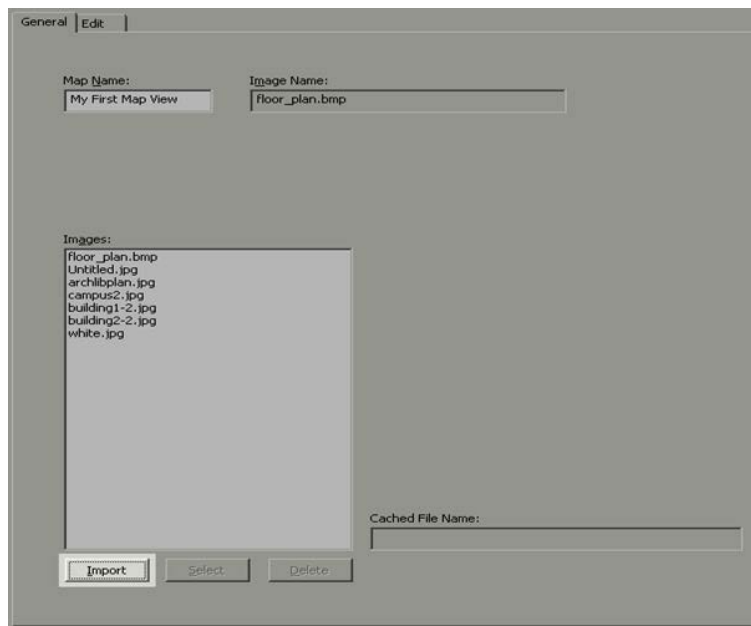 General Edit
Map Name: Image Name:
My First Map View floor_plan.bmp
Images:
floor_plan.bmp
Untitled.jpg
archlibplan.jpg
campus2.jpg
building1-2.jpg
building2-2.jpg
white.jpg
Cached File Name:
Import Select Delete